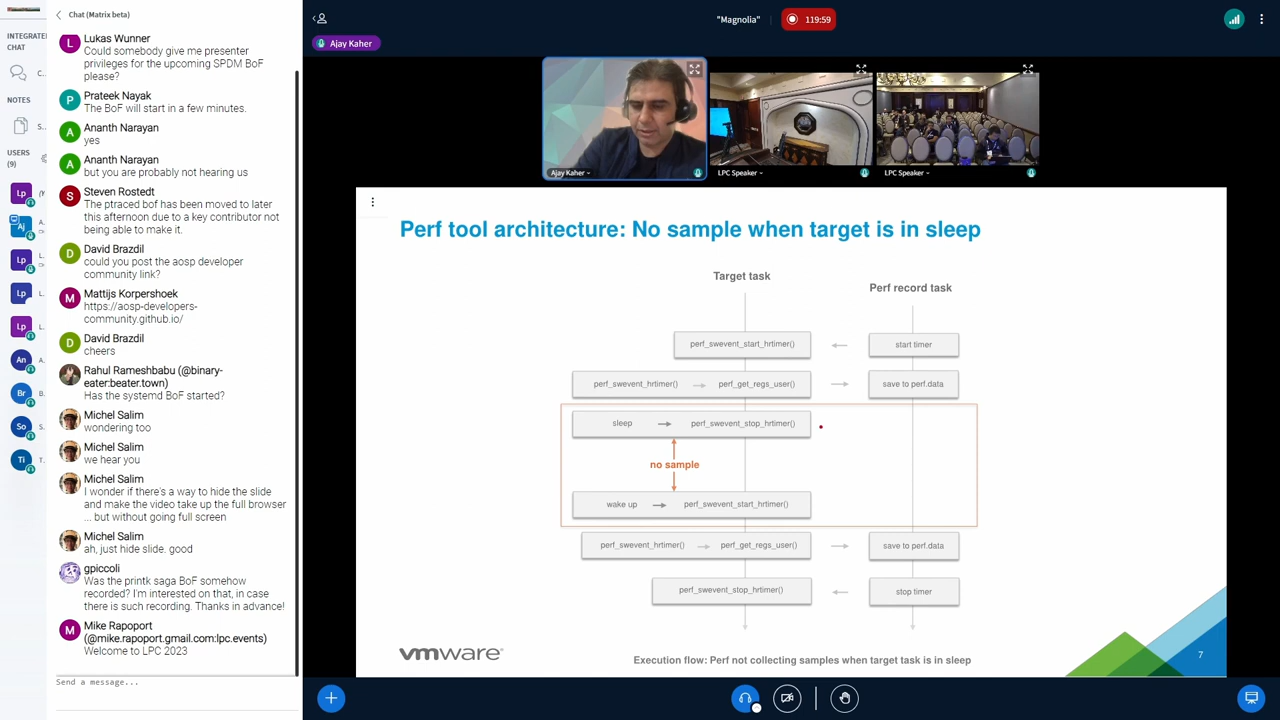 Chat (Matrix beta)
INTEGRATE
CHAT
C..
NOTES
S..
USERS
(9)
Lukas Wunner
Could somebody give me presenter
privileges for the upcoming SPDM BoF
please?
Prateek Nayak
The BoF will start in a few minutes.
Ananth Narayan
yes
Ananth Narayan
but you are probably not hearing us
Steven Rostedt
The ptraced bof has been moved to later
this afternoon due to a key contributor not
being able to make it.
David Brazdil
could you post the aosp developer
community link?
Mattijs Korpershoek
https://aosp-developers-
community.github.io/
David Brazdil
cheers
Rahul Rameshbabu (@binary-
eater:beater.town)
Has the systemd BoF started?
Michel Salim
wondering too
Michel Salim
we hear you
Michel Salim
I wonder if there's a way to hide the slide
and make the video take up the full browser
... but without going full screen
Michel Salim
ah, just hide slide. good
gpiccoli
Was the printk saga BoF somehow
recorded? I'm interested on that, in case
there is such recording. Thanks in advance!
Mike Rapoport
(@mike.rapoport.gmail.com:lpc.events)
Welcome to LPC 2023
Send a message...
L
P
A
A
S
D
M
D
M
Lp
Aj
Lp
Lp
Lp
An
Br
So
Ti
"Magnolia"
119:59
Ajay Kaher
Ajay Kaher
LPC Speaker
LPC Speaker
Perf tool architecture: No sample when target is in sleep
Target task
Perf record task
perf_swevent_start_hrtimer()
start timer
perf_swevent_hrtimer()
perf_get_regs_user()
save to perf.data
sleep
perf_swevent_stop_hrtimer()
no sample
wake up
perf_swevent_start_hrtimer()
perf_swevent_hrtimer()
perf_get_regs_user()
save to perf.data
perf_swevent_stop_hrtimer()
stop timer
vmware
Execution flow: Perf not collecting samples when target task is in sleep
7